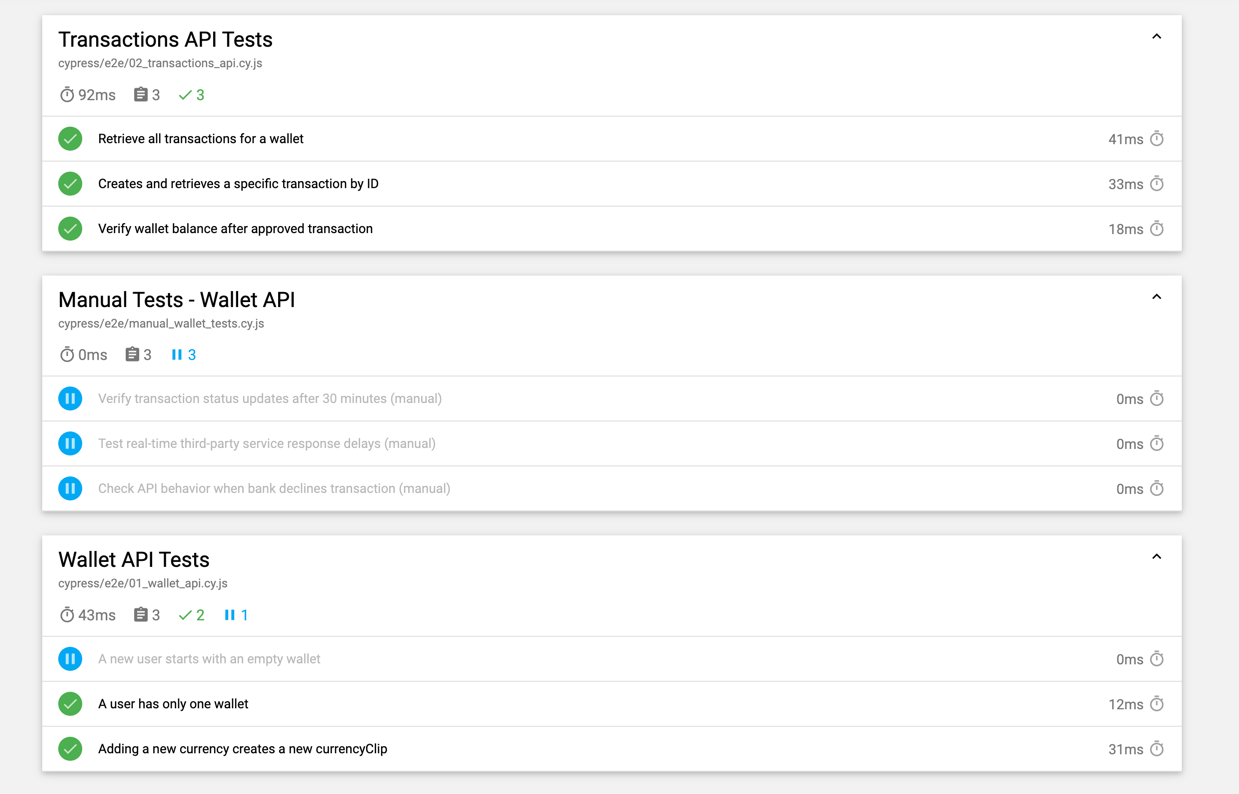 Transactions API Tests
cypress/e2e/02_transactions_api.cy.js
92ms 3 3
Retrieve all transactions for a wallet 41ms
Creates and retrieves a specific transaction by ID 33ms
Verify wallet balance after approved transaction 18ms
Manual Tests - Wallet API
cypress/e2e/manual_wallet_tests.cy.js
0ms 3 3
Verify transaction status updates after 30 minutes (manual) 0ms
Test real-time third-party service response delays (manual) 0ms
Check API behavior when bank declines transaction (manual) 0ms
Wallet API Tests
cypress/e2e/01_wallet_api.cy.js
43ms 3 2 1
A new user starts with an empty wallet 0ms
A user has only one wallet 12ms
Adding a new currency creates a new currencyClip 31ms